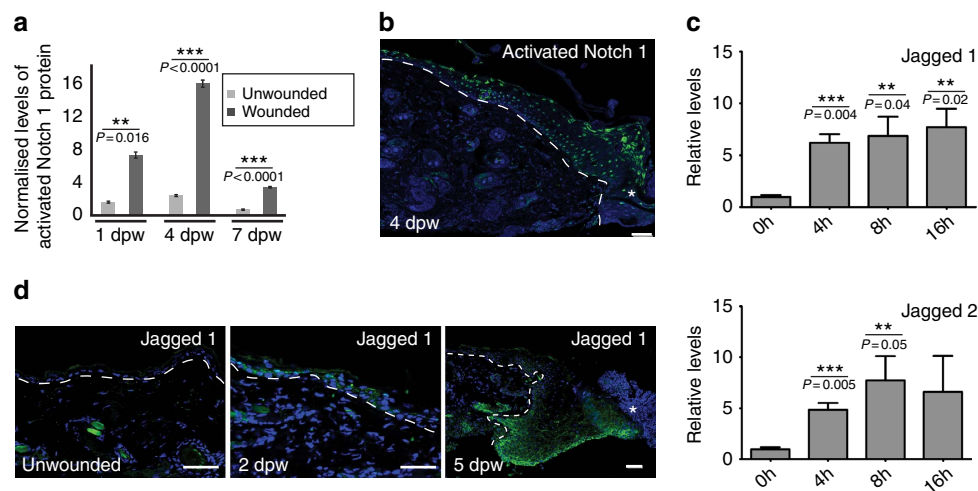 a
Normalised levels of
activated Notch 1 protein
16
12
8
4
0
**
P=0.016
***
P<0.0001
***
P<0.0001
Unwounded
Wounded
1 dpw
4 dpw
7 dpw
b
Activated Notch 1
*
4 dpw
c
Jagged 1
Relative levels
15
10
5
0
***
P=0.004
**
P=0.04
**
P=0.02
0h
4h
8h
16h
Jagged 2
Relative levels
15
10
5
0
***
P=0.005
**
P=0.05
0h
4h
8h
16h
d
Jagged 1
Unwounded
Jagged 1
2 dpw
Jagged 1
*
5 dpw